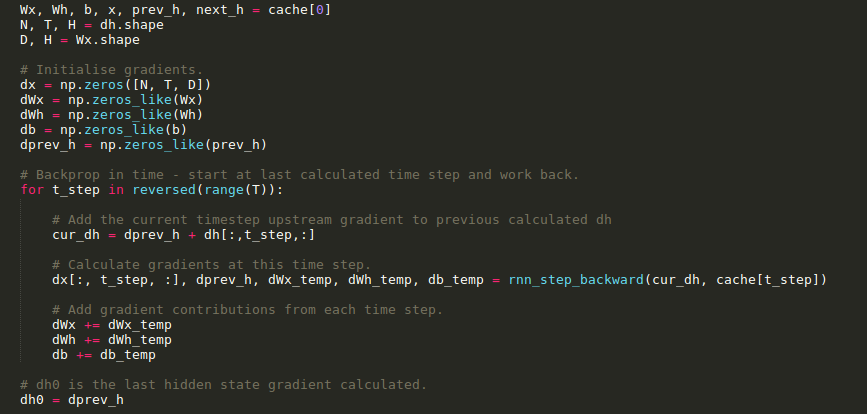 Wx, Wh, b, x, prev_h, next_h = cache[0]
N, T, H = dh.shape
D, H = Wx.shape
# Initialise gradients.
dx = np.zeros([N, T, D])
dWx = np.zeros_like(Wx)
dWh = np.zeros_like(Wh)
db = np.zeros_like(b)
dprev_h = np.zeros_like(prev_h)
# Backprop in time - start at last calculated time step and work back.
for t_step in reversed(range(T)):
    # Add the current timestep upstream gradient to previous calculated dh
    cur_dh = dprev_h + dh[:,t_step,:]
    # Calculate gradients at this time step.
    dx[:, t_step, :], dprev_h, dWx_temp, dWh_temp, db_temp = rnn_step_backward(cur_dh, cache[t_step])
    # Add gradient contributions from each time step.
    dWx += dWx_temp
    dWh += dWh_temp
    db += db_temp
# dh0 is the last hidden state gradient calculated.
dh0 = dprev_h